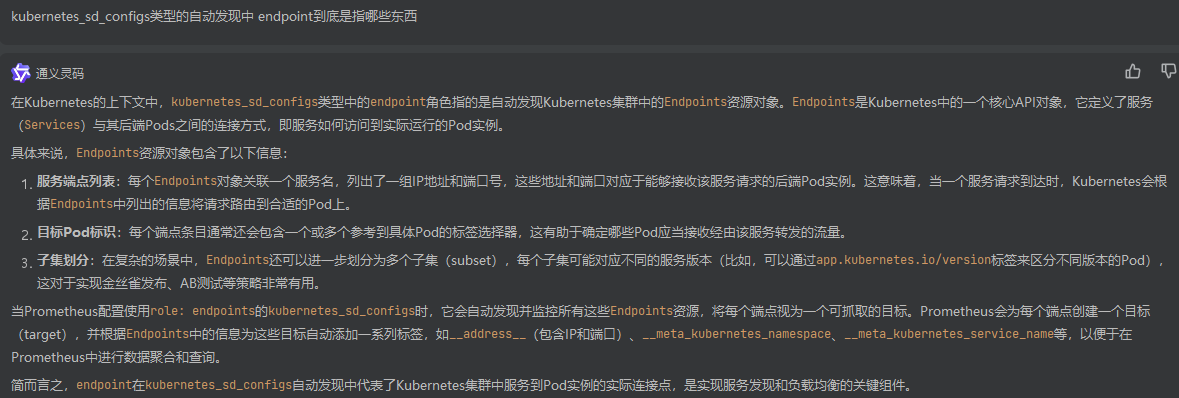 kubernetes_sd_configs类型的自动发现中 endpoint到底是指哪些东西
通义灵码
在Kubernetes的上下文中，kubernetes_sd_configs类型中的endpoint角色指的是自动发现Kubernetes集群中的Endpoints资源对象。Endpoints是Kubernetes中的一个核心API对象，它定义了服务
（Services）与其后端Pods之间的连接方式，即服务如何访问到实际运行的Pod实例。
具体来说，Endpoints资源对象包含了以下信息：
1. 服务端点列表：每个Endpoints对象关联一个服务名，列出了一组IP地址和端口号，这些地址和端口对应于能够接收该服务请求的后端Pod实例。这意味着，当一个服务请求到达时，Kubernetes会根
据Endpoints中列出的信息将请求路由到合适的Pod上。
2. 目标Pod标识：每个端点条目通常还会包含一个或多个参考到具体Pod的标签选择器，这有助于确定哪些Pod应当接收经由该服务转发的流量。
3. 子集划分：在复杂的场景中，Endpoints还可以进一步划分为多个子集（subset），每个子集可能对应不同的服务版本（比如，可以通过app.kubernetes.io/version标签来区分不同版本的Pod），
这对于实现金丝雀发布、AB测试等策略非常有用。
当Prometheus配置使用role: endpoints的kubernetes_sd_configs时，它会自动发现并监控所有这些Endpoints资源，将每个端点视为一个可抓取的目标。Prometheus会为每个端点创建一个目标
（target），并根据Endpoints中的信息为这些目标自动添加一系列标签，如__address__（包含IP和端口）、__meta_kubernetes_namespace、__meta_kubernetes_service_name等，以便于在
Prometheus中进行数据聚合和查询。
简而言之，endpoint在kubernetes_sd_configs自动发现中代表了Kubernetes集群中服务到Pod实例的实际连接点，是实现服务发现和负载均衡的关键组件。